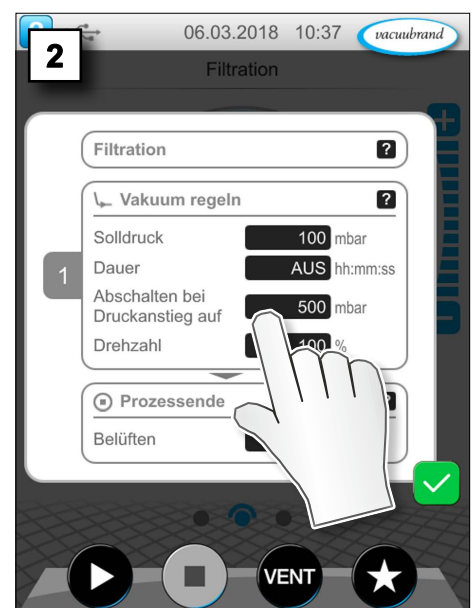 2
06.03.2018 10:37 vacuubrand
Filtration
Filtration ?
Vakuum regeln ?
1
Solldruck 100 mbar
Dauer AUS hh:mm:ss
Abschalten bei
Druckanstieg auf 500 mbar
Drehzahl 100 %
Prozessende ?
Belüften
VENT